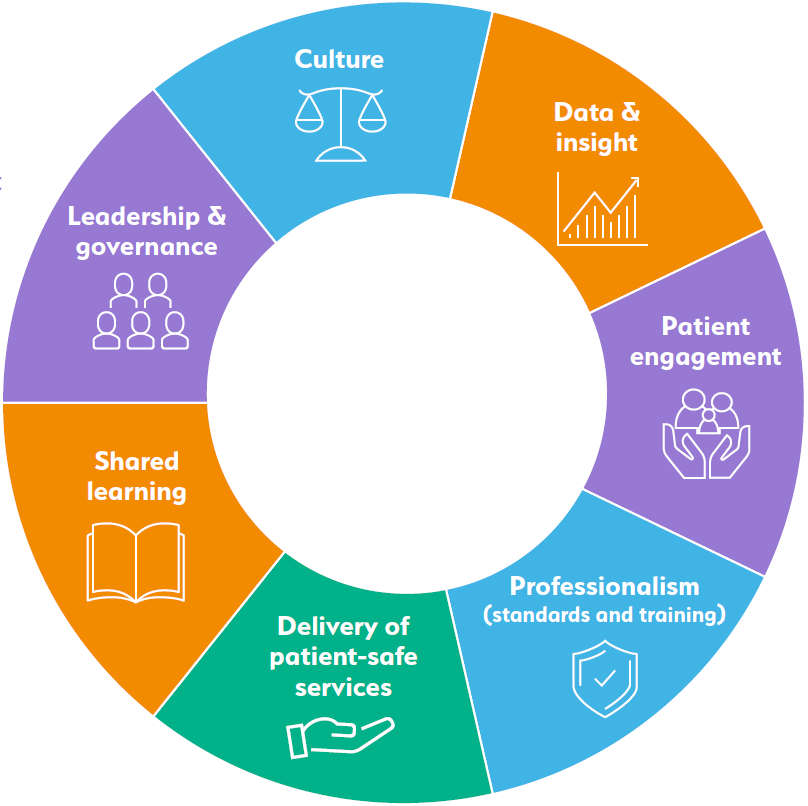 Culture
Data &
insight
Patient
engagement
Professionalism
(standards and training)
Delivery of
patient-safe
services
Shared
learning
Leadership &
governance